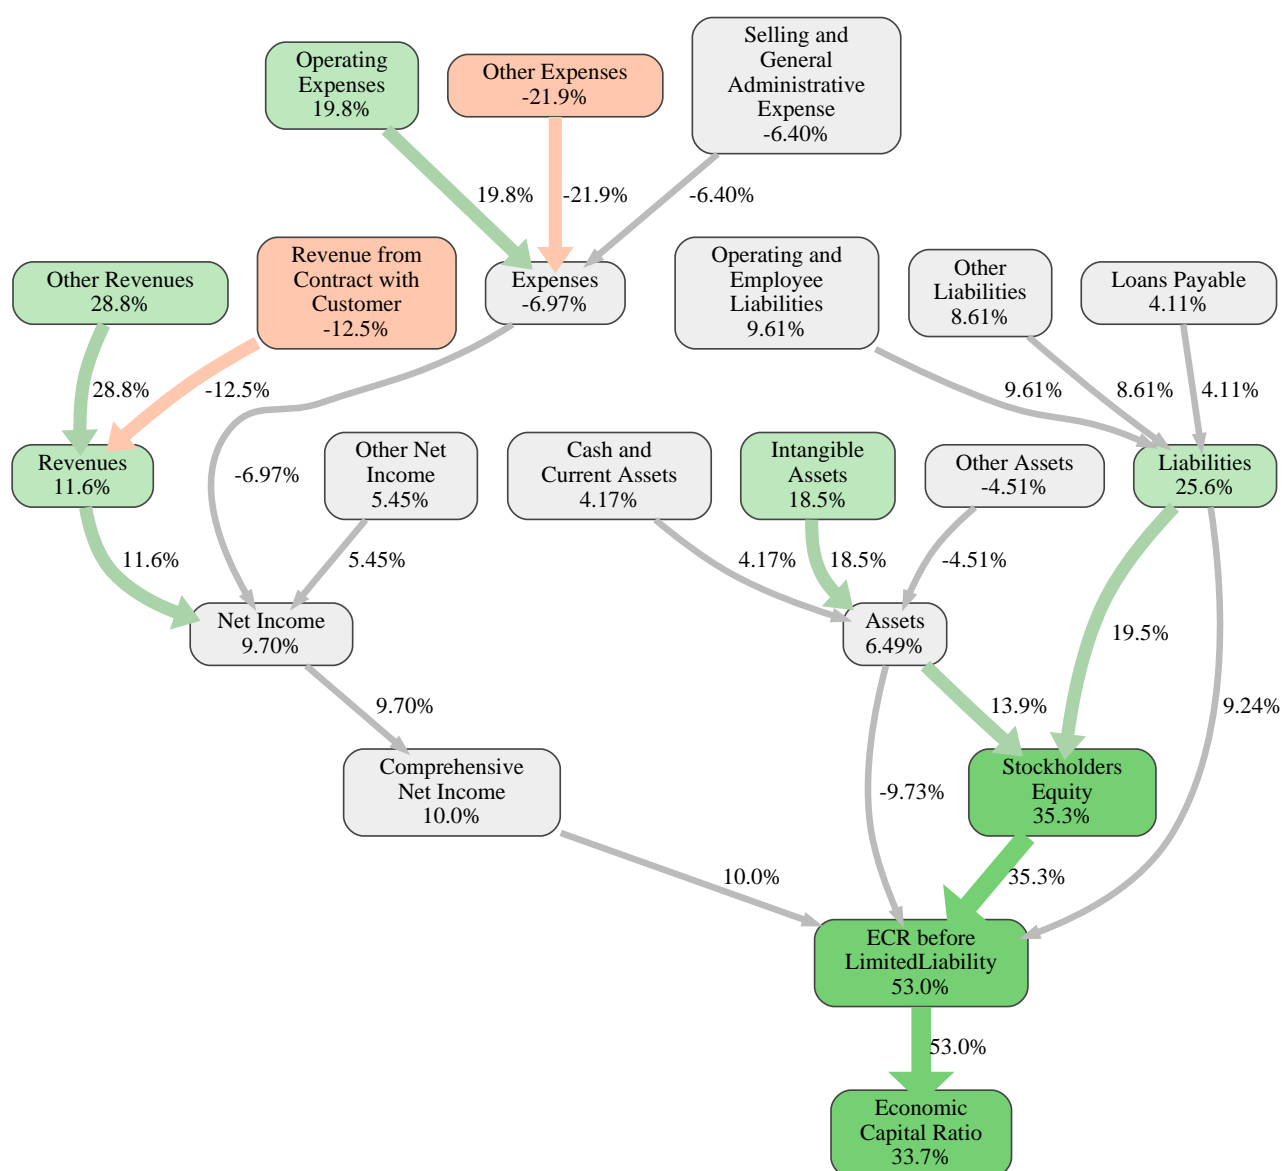 Operating
Expenses
19.8%
Other Expenses
-21.9%
Selling and
General
Administrative
Expense
-6.40%
19.8%
-21.9%
-6.40%
Other Revenues
28.8%
Revenue from
Contract with
Customer
-12.5%
Expenses
-6.97%
Operating and
Employee
Liabilities
9.61%
Other
Liabilities
8.61%
Loans Payable
4.11%
28.8%
-12.5%
9.61%
8.61%
4.11%
Revenues
11.6%
-6.97%
Other Net
Income
5.45%
Cash and
Current Assets
4.17%
Intangible
Assets
18.5%
Other Assets
-4.51%
Liabilities
25.6%
11.6%
5.45%
4.17%
18.5%
-4.51%
Net Income
9.70%
Assets
6.49%
19.5%
9.70%
13.9%
9.24%
Comprehensive
Net Income
10.0%
-9.73%
Stockholders
Equity
35.3%
10.0%
35.3%
ECR before
LimitedLiability
53.0%
53.0%
Economic
Capital Ratio
33.7%